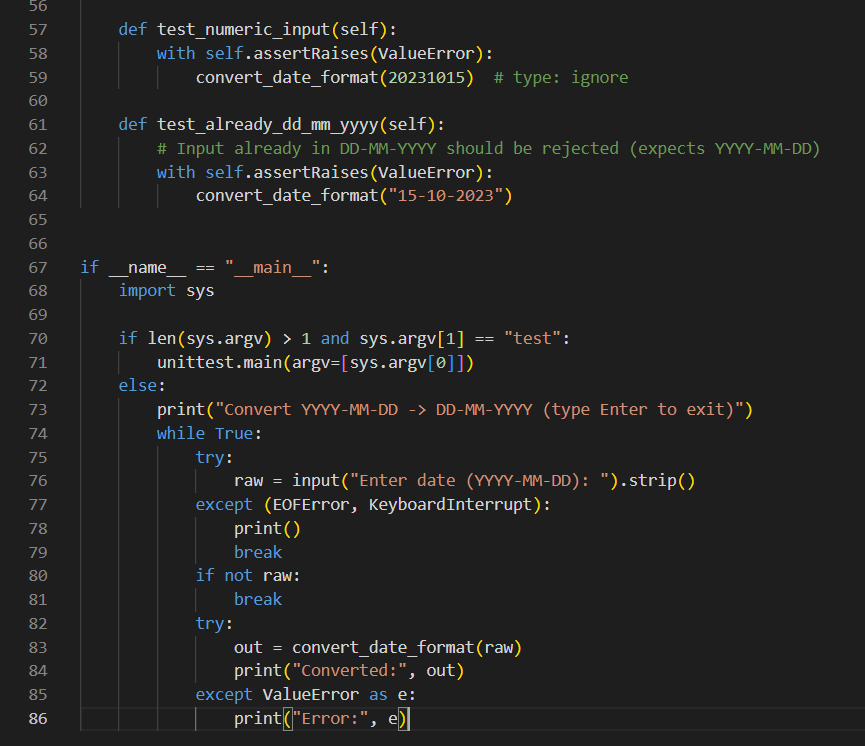 56
57 def test_numeric_input(self):
58 with self.assertRaises(ValueError):
59 convert_date_format(20231015)  # type: ignore
60
61 def test_already_dd_mm_yyyy(self):
62 # Input already in DD-MM-YYYY should be rejected (expects YYYY-MM-DD)
63 with self.assertRaises(ValueError):
64 convert_date_format("15-10-2023")
65
66
67 if __name__ == "__main__":
68 import sys
69
70 if len(sys.argv) > 1 and sys.argv[1] == "test":
71 unittest.main(argv=[sys.argv[0]])
72 else:
73 print("Convert YYYY-MM-DD -> DD-MM-YYYY (type Enter to exit)")
74 while True:
75 try:
76 raw = input("Enter date (YYYY-MM-DD): ").strip()
77 except (EOFError, KeyboardInterrupt):
78 print()
79 break
80 if not raw:
81 break
82 try:
83 out = convert_date_format(raw)
84 print("Converted:", out)
85 except ValueError as e:
86 print("Error:", e)